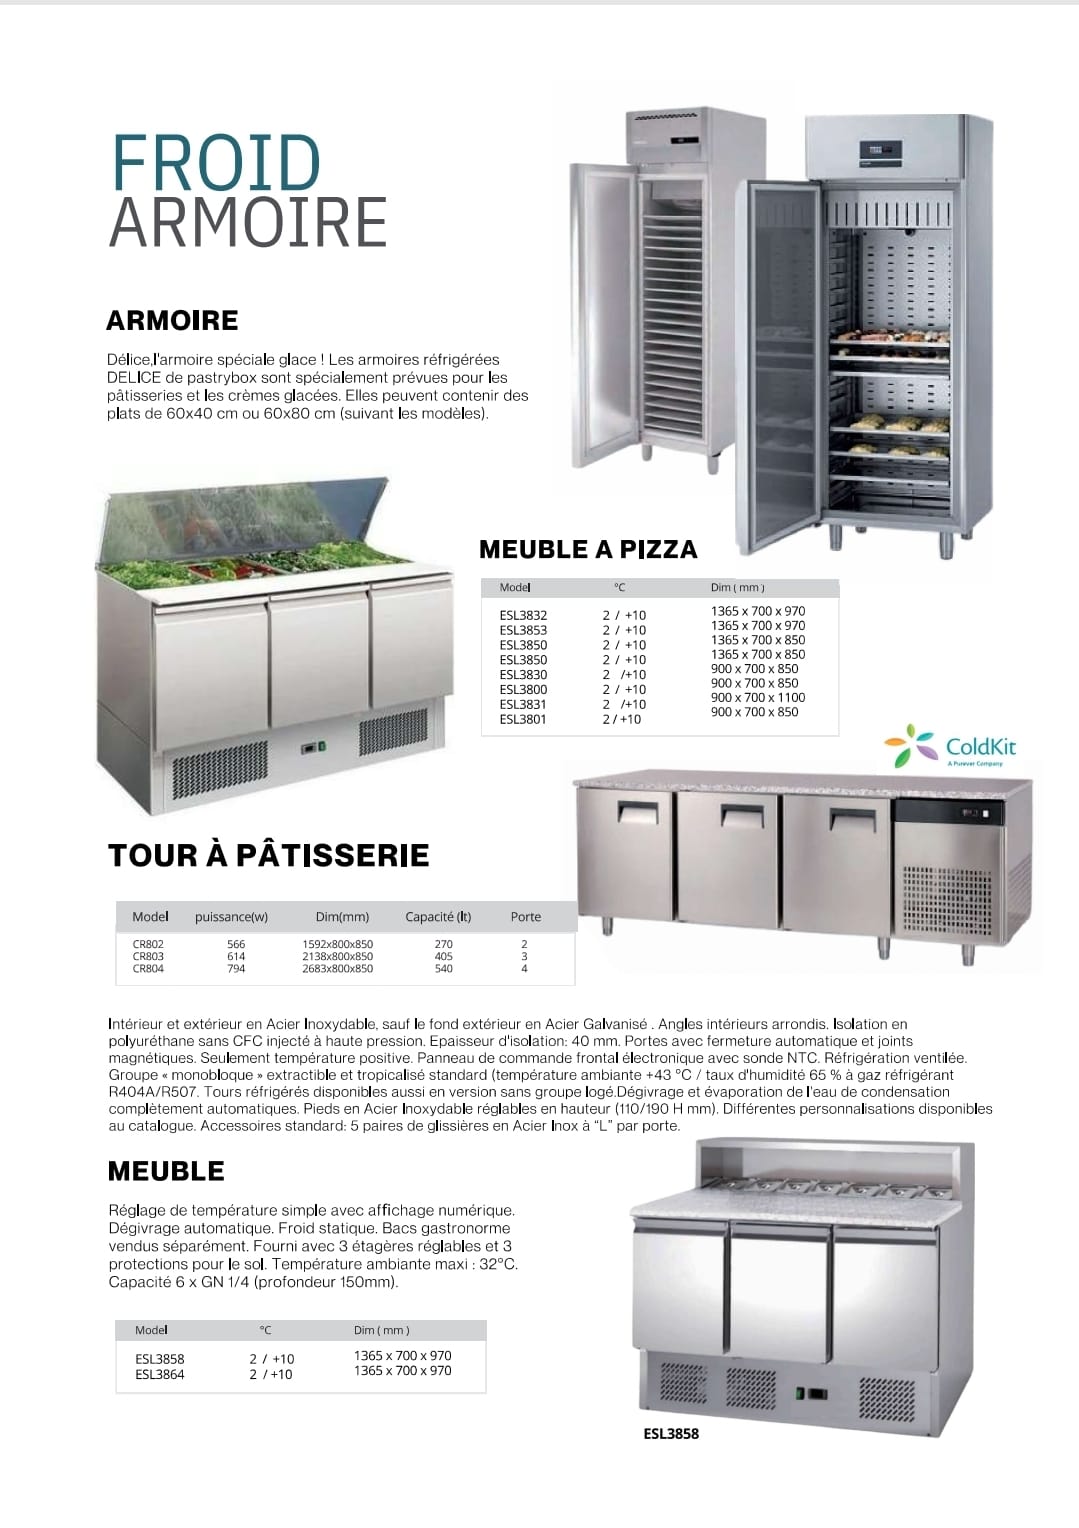 FROID
ARMOIRE
ARMOIRE
Délice,l'armoire spéciale glace ! Les armoires réfrigérées
DELICE de pastrybox sont spécialement prévues pour les
pâtisseries et les crèmes glacées. Elles peuvent contenir des
plats de 60x40 cm ou 60x80 cm (suivant les modèles).
MEUBLE A PIZZA
Model °C Dim ( mm )
ESL3832 2 / +10 1365 x 700 x 970
ESL3853 2 / +10 1365 x 700 x 970
ESL3850 2 / +10 1365 x 700 x 850
ESL3850 2 / +10 1365 x 700 x 850
ESL3830 2 /+10 900 x 700 x 850
ESL3800 2 / +10 900 x 700 x 850
ESL3831 2 /+10 900 x 700 x 1100
ESL3801 2 / +10 900 x 700 x 850
ColdKit
A Purever Company
TOUR À PÂTISSERIE
Model puissance(w) Dim(mm) Capacité (lt) Porte
CR802 566 1592x800x850 270 2
CR803 614 2138x800x850 405 3
CR804 794 2683x800x850 540 4
Intérieur et extérieur en Acier Inoxydable, sauf le fond extérieur en Acier Galvanisé . Angles intérieurs arrondis. Isolation en
polyuréthane sans CFC injecté à haute pression. Epaisseur d'isolation: 40 mm. Portes avec fermeture automatique et joints
magnétiques. Seulement température positive. Panneau de commande frontal électronique avec sonde NTC. Réfrigération ventilée.
Groupe « monobloque » extractible et tropicalisé standard (température ambiante +43 °C / taux d'humidité 65 % à gaz réfrigérant
R404A/R507. Tours réfrigérés disponibles aussi en version sans groupe logé.Dégivrage et évaporation de l'eau de condensation
complètement automatiques. Pieds en Acier Inoxydable réglables en hauteur (110/190 H mm). Différentes personnalisations disponibles
au catalogue. Accessoires standard: 5 paires de glissières en Acier Inox à “L” par porte.
MEUBLE
Réglage de température simple avec affichage numérique.
Dégivrage automatique. Froid statique. Bacs gastronorme
vendus séparément. Fourni avec 3 étagères réglables et 3
protections pour le sol. Température ambiante maxi : 32°C.
Capacité 6 x GN 1/4 (profondeur 150mm).
Model °C Dim ( mm )
ESL3858 2 / +10 1365 x 700 x 970
ESL3864 2 / +10 1365 x 700 x 970
ESL3858